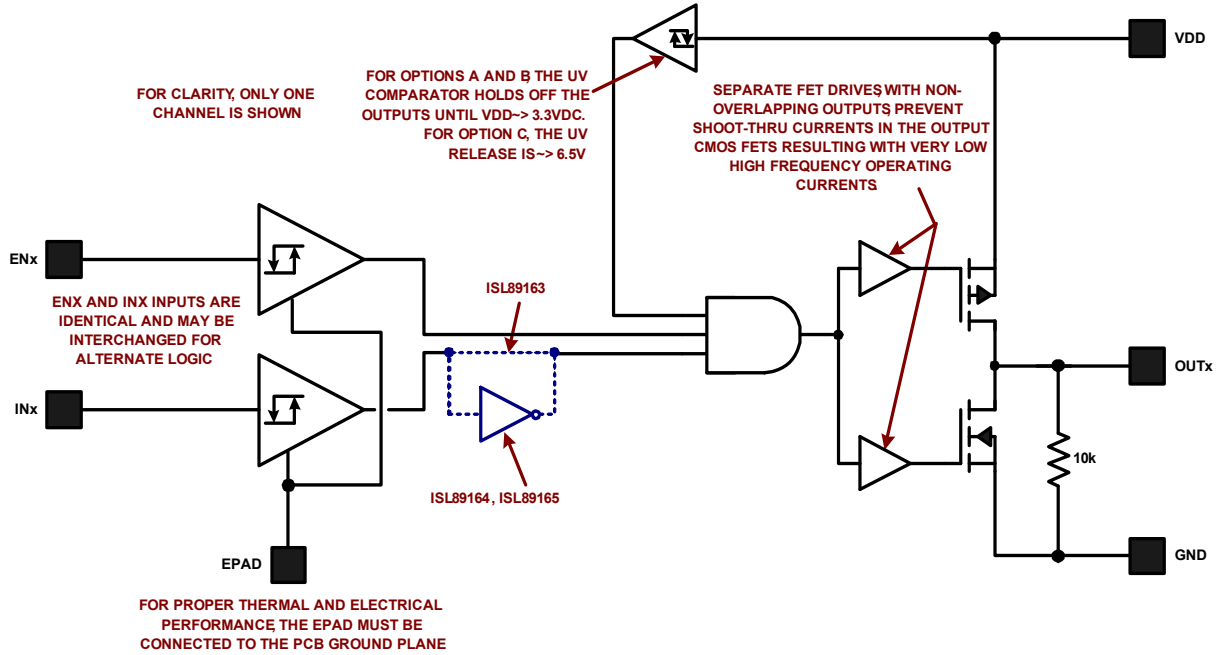 VDD
FOR CLARITY, ONLY ONE
CHANNEL IS SHOWN
FOR OPTIONS A AND B, THE UV
COMPARATOR HOLDS OFF THE
OUTPUTS UNTIL VDD~> 3.3VDC.
FOR OPTION C, THE UV
RELEASE IS~> 6.5V
SEPARATE FET DRIVES, WITH NON-
OVERLAPPING OUTPUTS, PREVENT
SHOOT-THRU CURRENTS IN THE OUTPUT
CMOS FETS RESULTING WITH VERY LOW
HIGH FREQUENCY OPERATING
CURRENTS.
ENx
ENX AND INX INPUTS ARE
IDENTICAL AND MAY BE
INTERCHANGED FOR
ALTERNATE LOGIC
ISL89163
INx
OUTx
10k
ISL89164, ISL89165
EPAD
GND
FOR PROPER THERMAL AND ELECTRICAL
PERFORMANCE, THE EPAD MUST BE
CONNECTED TO THE PCB GROUND PLANE